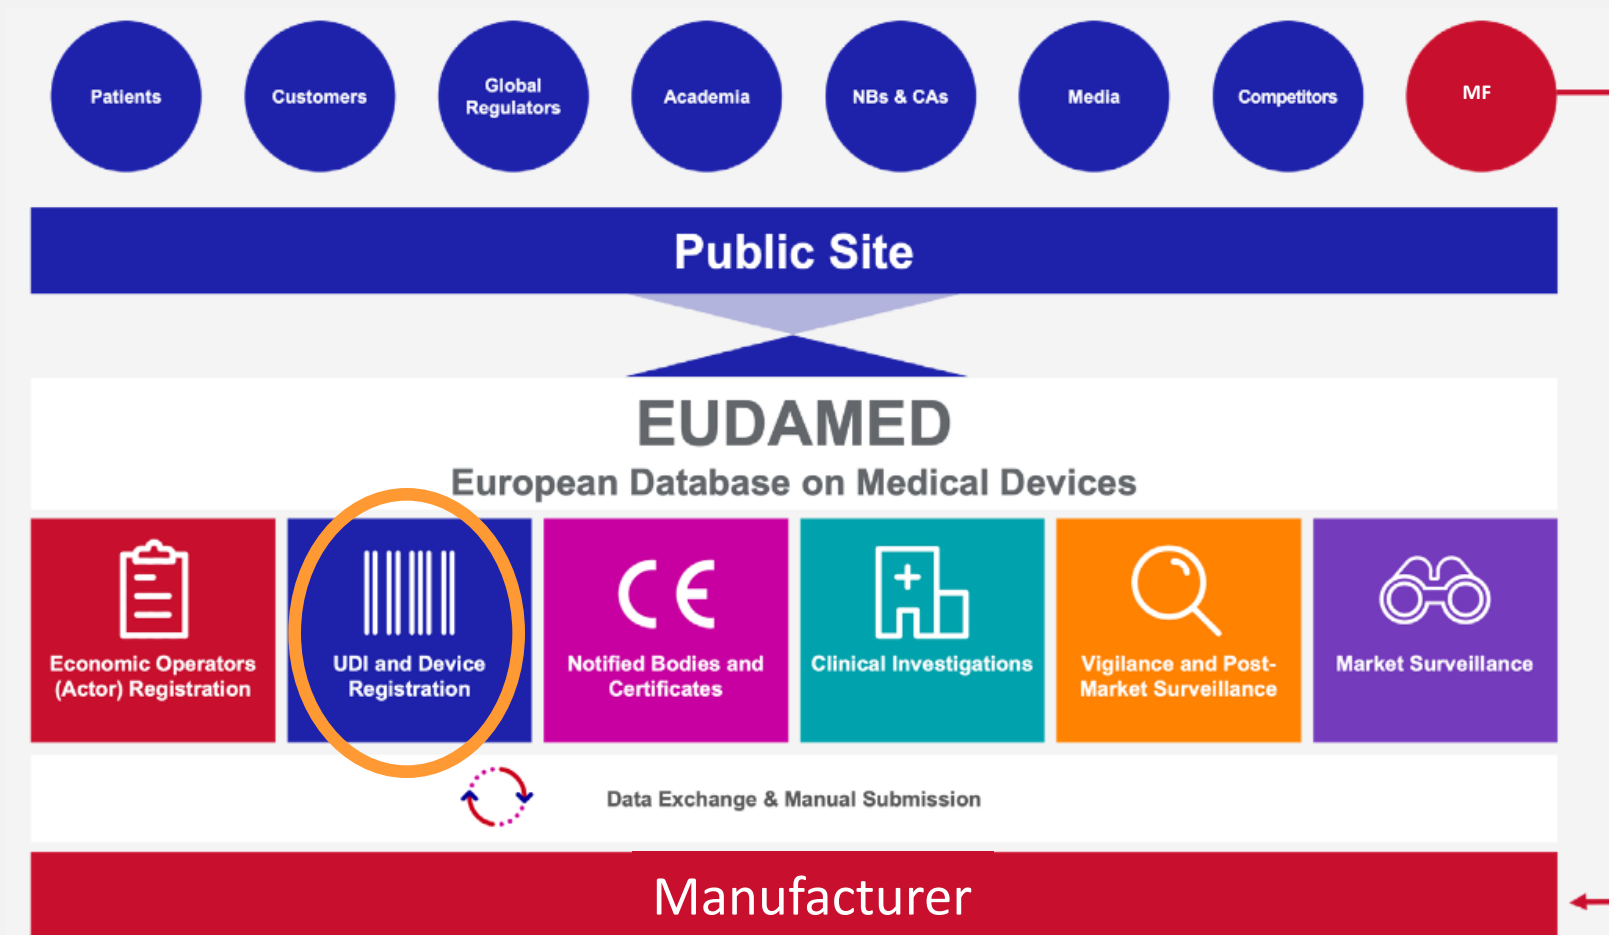 Patients
Customers
Global
Regulators
Academia
NBs & CAs
Media
Competitors
MF
Public Site
EUDAMED
European Database on Medical Devices
Economic Operators
(Actor) Registration
UDI and Device
Registration
CE
Notified Bodies and
Certificates
Clinical Investigations
Vigilance and Post-
Market Surveillance
Market Surveillance
Data Exchange & Manual Submission
Manufacturer